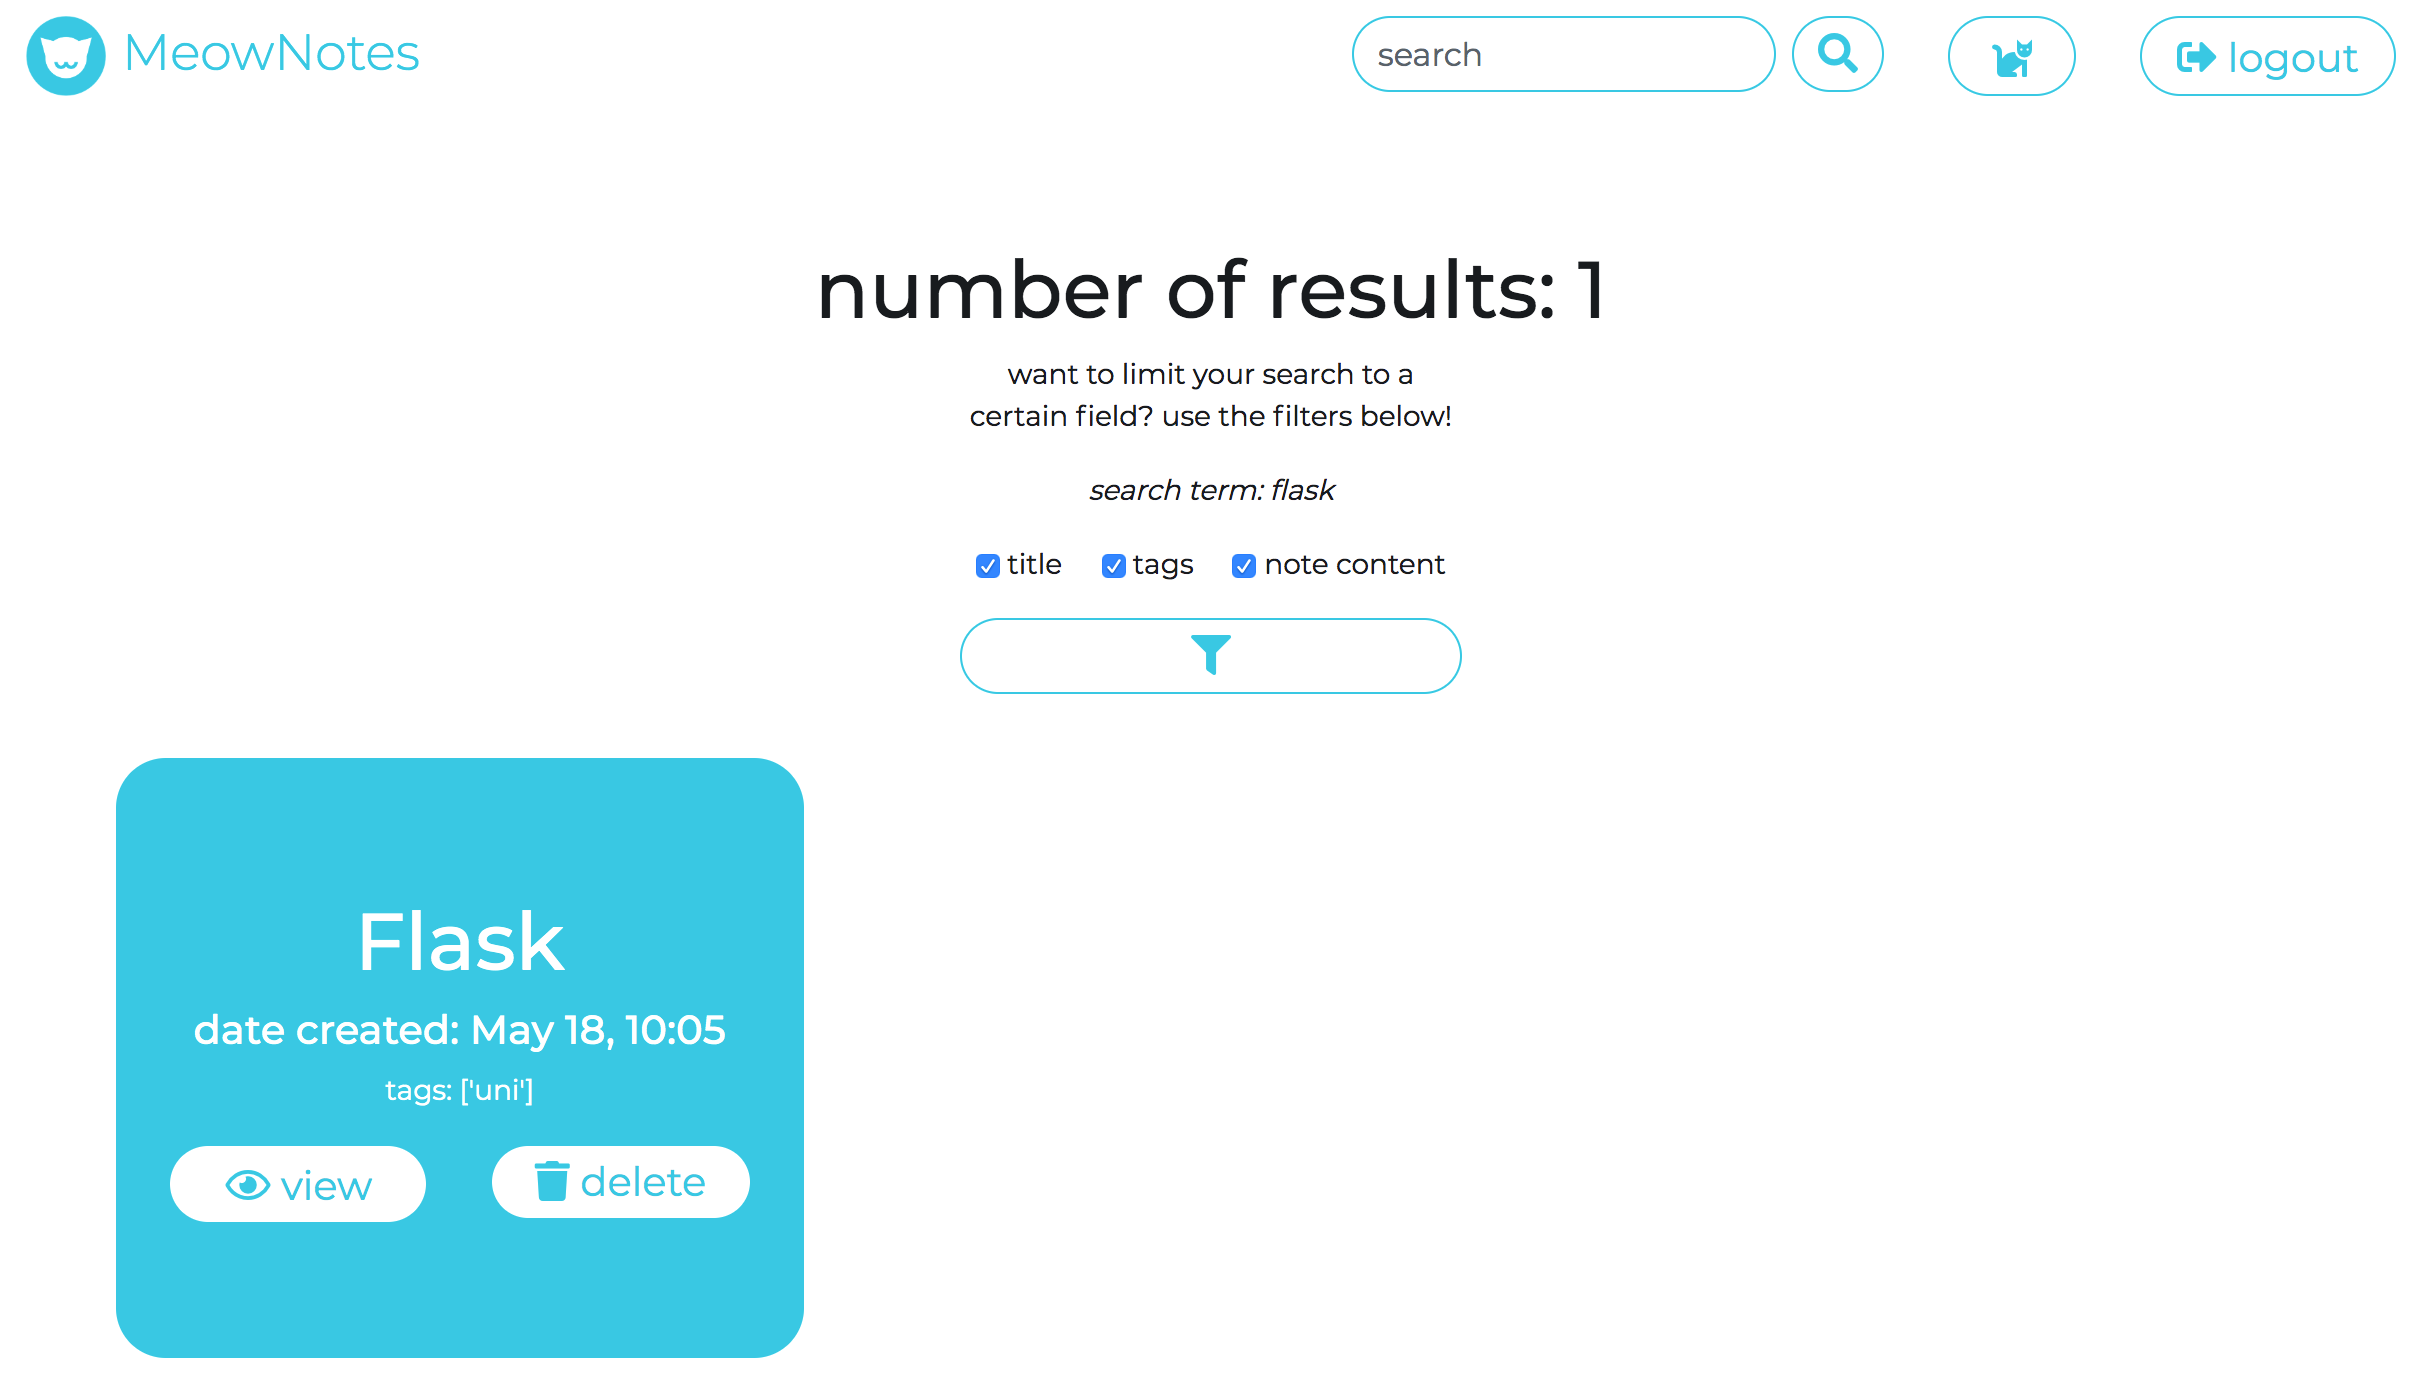 MeowNotes
search
logout
number of results: 1
want to limit your search to a
certain field? use the filters below!
search term: flask
title tags note content
Flask
date created: May 18, 10:05
tags: ['uni']
view delete